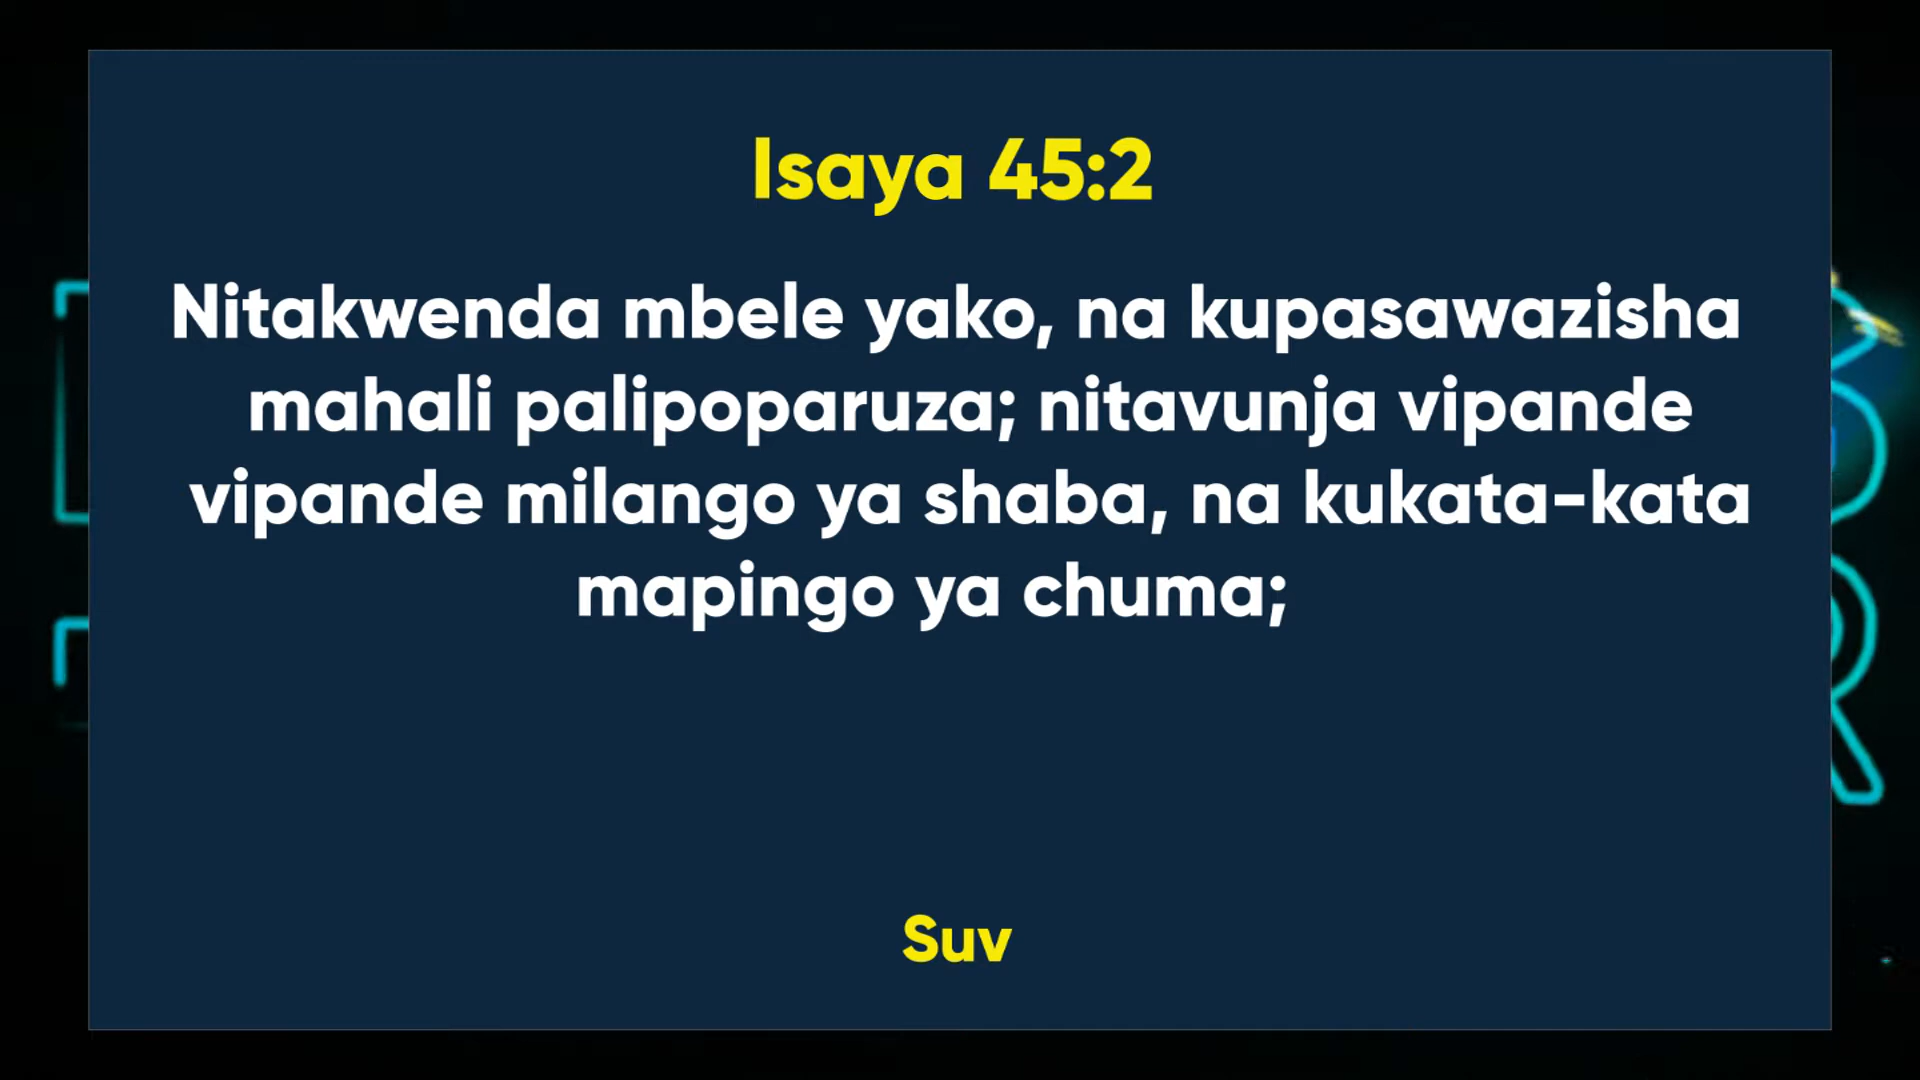 Isaya 45:2
Nitakwenda mbele yako, na kupasawazisha
mahali palipoparuza; nitavunja vipande
vipande milango ya shaba, na kukata-kata
mapingo ya chuma;
Suv